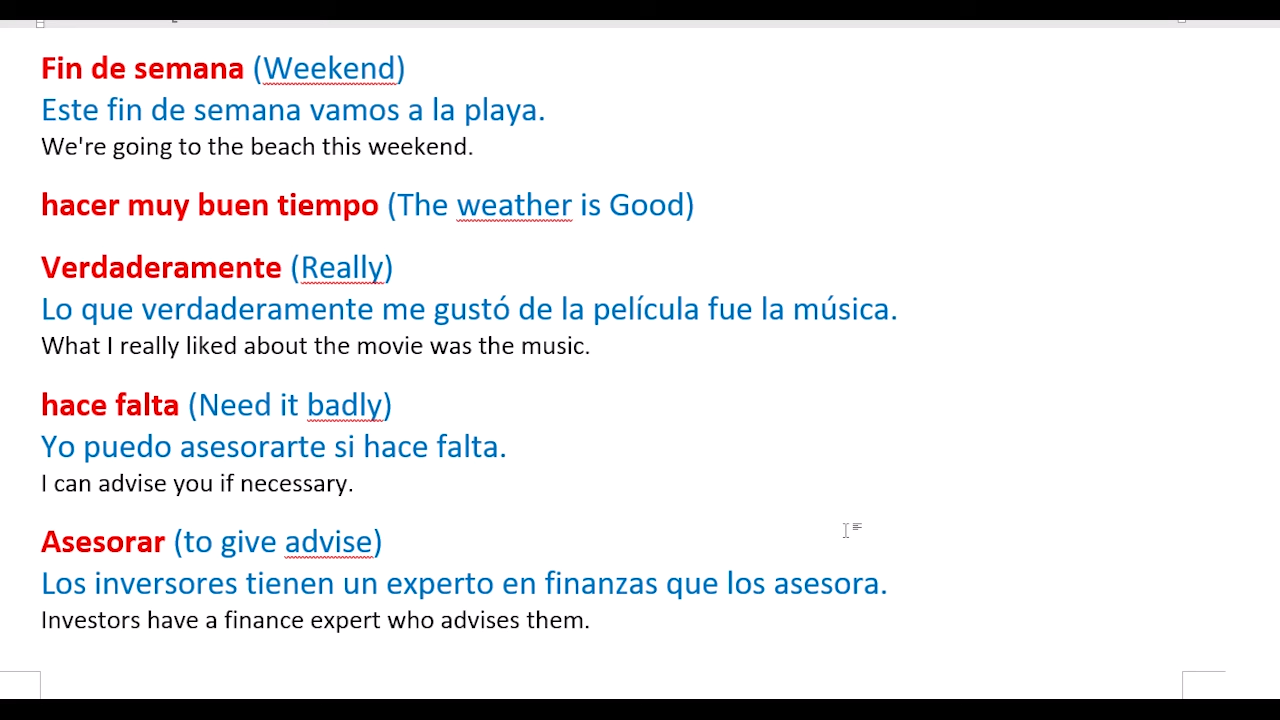 Fin de semana (Weekend)
Este fin de semana vamos a la playa.
We're going to the beach this weekend.
hacer muy buen tiempo (The weather is Good)
Verdaderamente (Really)
Lo que verdaderamente me gustó de la película fue la música.
What I really liked about the movie was the music.
hace falta (Need it badly)
Yo puedo asesorarte si hace falta.
I can advise you if necessary.
Asesorar (to give advise)
Los inversores tienen un experto en finanzas que los asesora.
Investors have a finance expert who advises them.